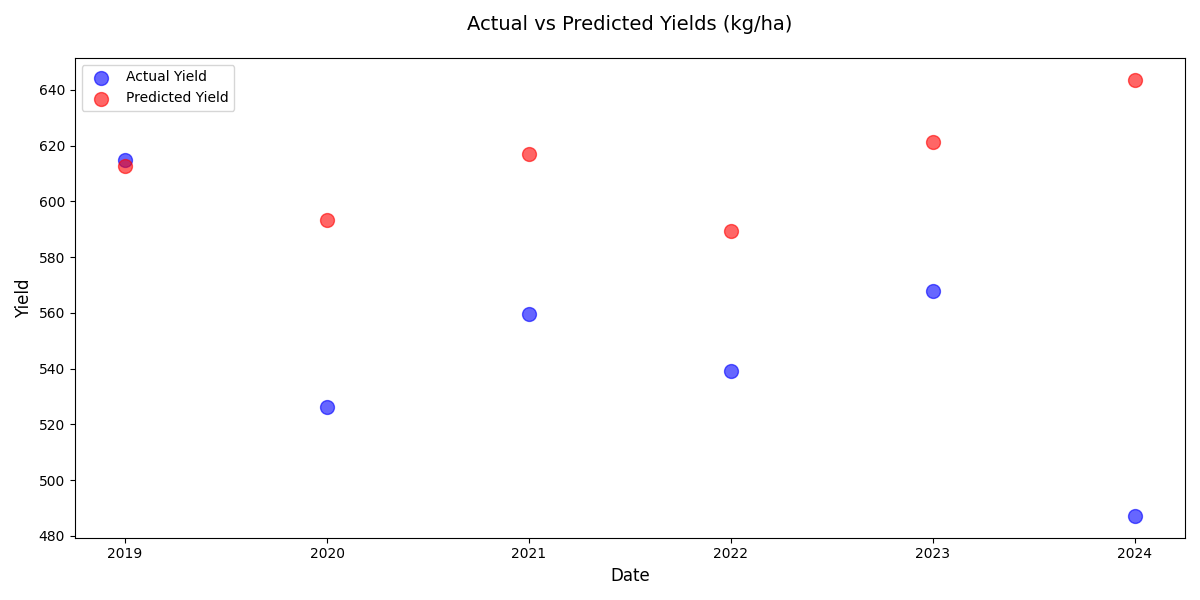 Actual vs Predicted Yields (kg/ha)
Actual Yield
Predicted Yield
Yield
640
620
600
580
560
540
520
500
480
2019 2020 2021 2022 2023 2024
Date